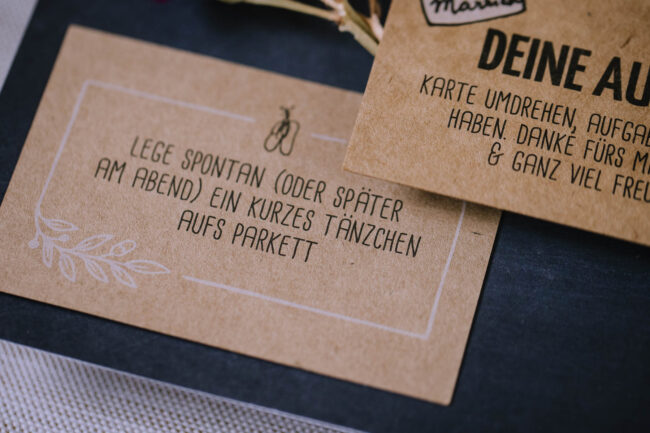 LEGE SPONTAN (ODER SPÄTER
AM ABEND) EIN KURZES TÄNZCHEN
AUFS PARKETT
DEINE AU
KARTE UMDREHEN, AUFGAB
HABEN. DANKE FÜRS M
& GANZ VIEL FREU